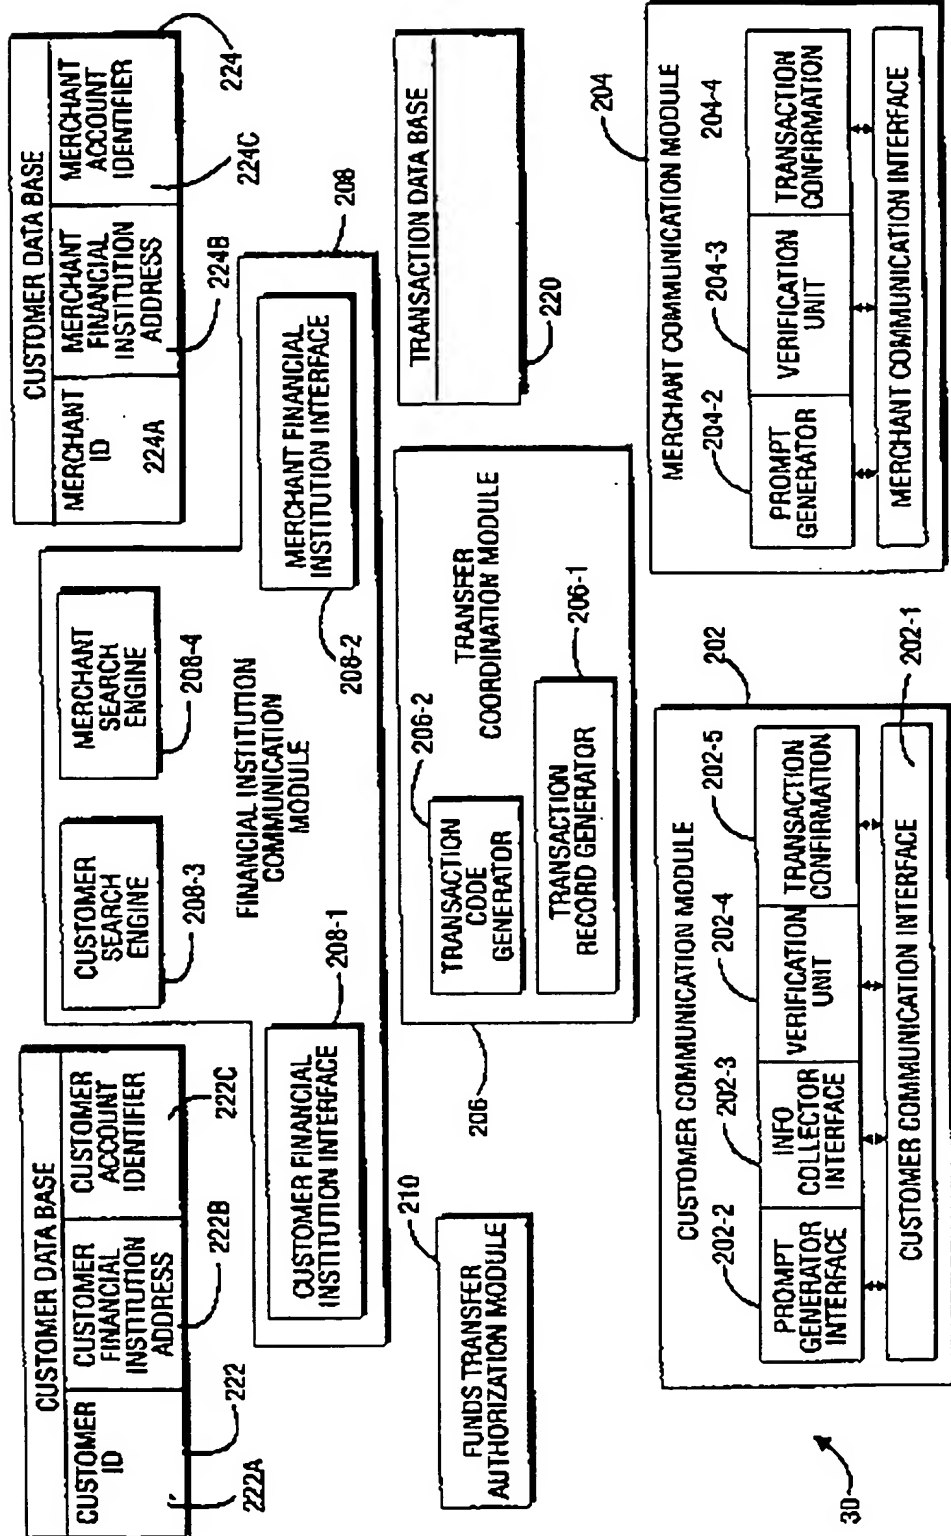 CUSTOMER DATA BASE
CUSTOMER
ID
CUSTOMER
FINANCIAL
INSTITUTION
ADDRESS
CUSTOMER
ACCOUNT
IDENTIFIER
222A
222
222B
222C
CUSTOMER
SEARCH
ENGINE
208-3
MERCHANT
SEARCH
ENGINE
208-4
FINANCIAL INSTITUTION
COMMUNICATION
MODULE
CUSTOMER FINANCIAL
INSTITUTION INTERFACE
208-1
MERCHANT FINANCIAL
INSTITUTION INTERFACE
208-2
208
CUSTOMER DATA BASE
MERCHANT
ID
224A
MERCHANT
FINANCIAL
INSTITUTION
ADDRESS
224B
MERCHANT
ACCOUNT
IDENTIFIER
224C
224
FUNDS TRANSFER
AUTHORIZATION MODULE
210
206
TRANSACTION
CODE
GENERATOR
206-2
TRANSFER
COORDINATION MODULE
TRANSACTION
RECORD GENERATOR
206-1
TRANSACTION DATA BASE
220
CUSTOMER COMMUNICATION MODULE
202
202-2
202-3
202-4
202-5
PROMPT
GENERATOR
INTERFACE
INFO
COLLECTOR
INTERFACE
VERIFICATION
UNIT
TRANSACTION
CONFIRMATION
CUSTOMER COMMUNICATION INTERFACE
202-1
MERCHANT COMMUNICATION MODULE
204
204-2
204-3
204-4
PROMPT
GENERATOR
VERIFICATION
UNIT
TRANSACTION
CONFIRMATION
MERCHANT COMMUNICATION INTERFACE
30